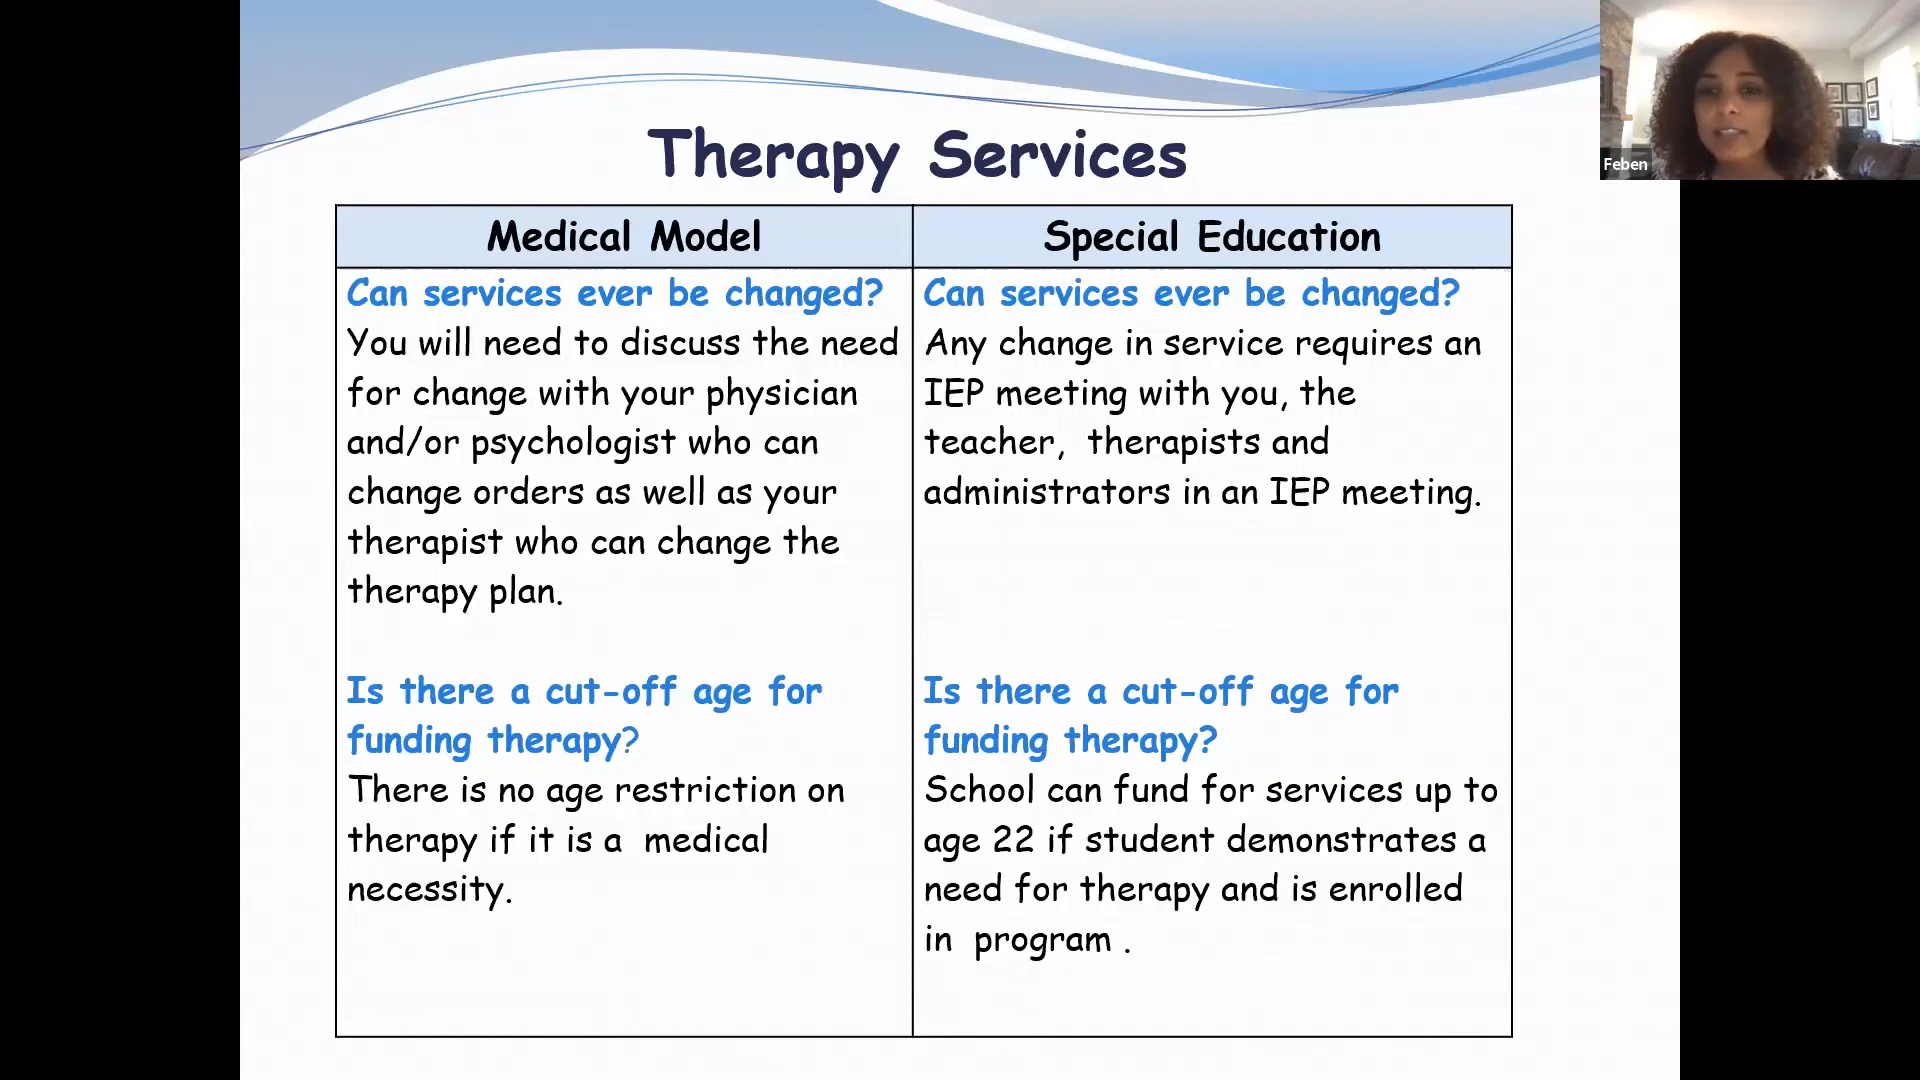 Therapy Services
Feben
Medical Model
Special Education
Can services ever be changed?
You will need to discuss the need
for change with your physician
and/or psychologist who can
change orders as well as your
therapist who can change the
therapy plan.
Is there a cut-off age for
funding therapy?
There is no age restriction on
therapy if it is a  medical
necessity.
Can services ever be changed?
Any change in service requires an
IEP meeting with you, the
teacher,  therapists and
administrators in an IEP meeting.
Is there a cut-off age for
funding therapy?
School can fund for services up to
age 22 if student demonstrates a
need for therapy and is enrolled
in  program .